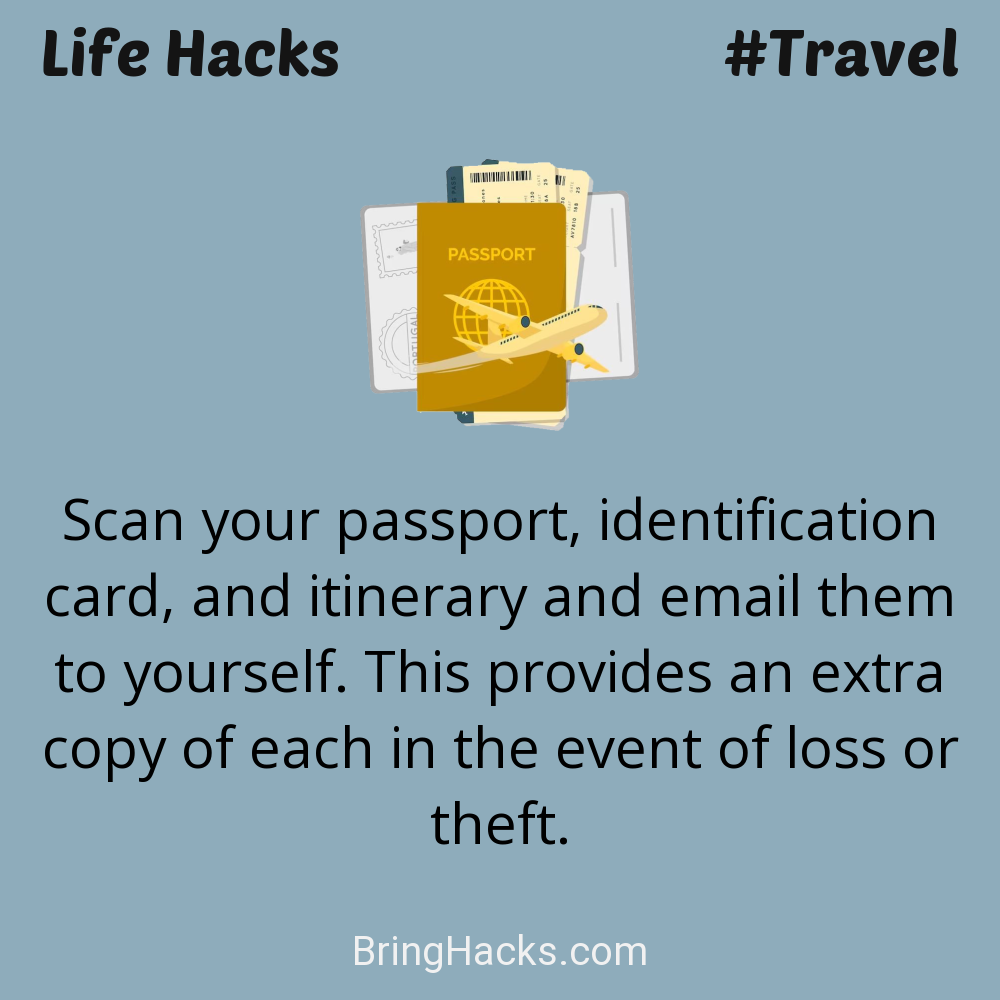 Life Hacks
#Travel
PASSPORT
Scan your passport, identification
card, and itinerary and email them
to yourself. This provides an extra
copy of each in the event of loss or
theft.
BringHacks.com